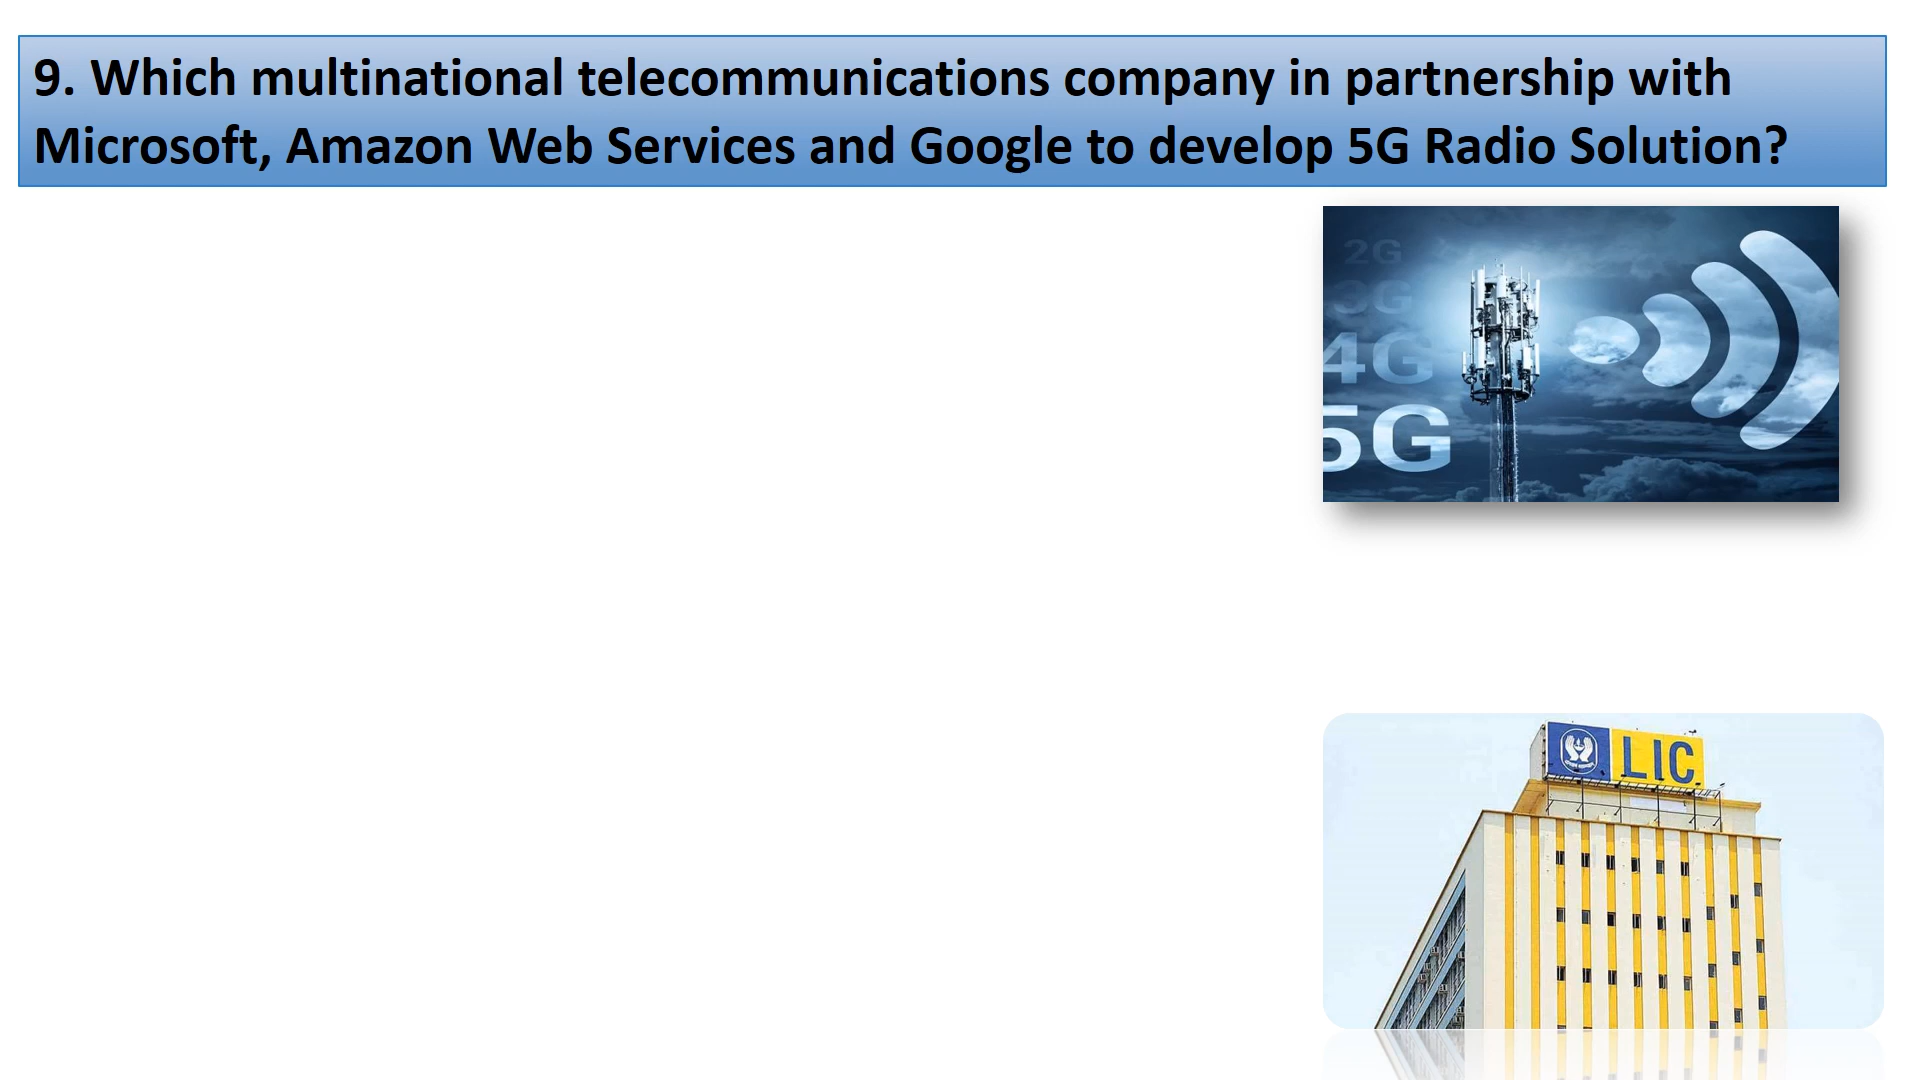 9. Which multinational telecommunications company in partnership with
Microsoft, Amazon Web Services and Google to develop 5G Radio Solution?
2G
3G
4G
5G
LIC